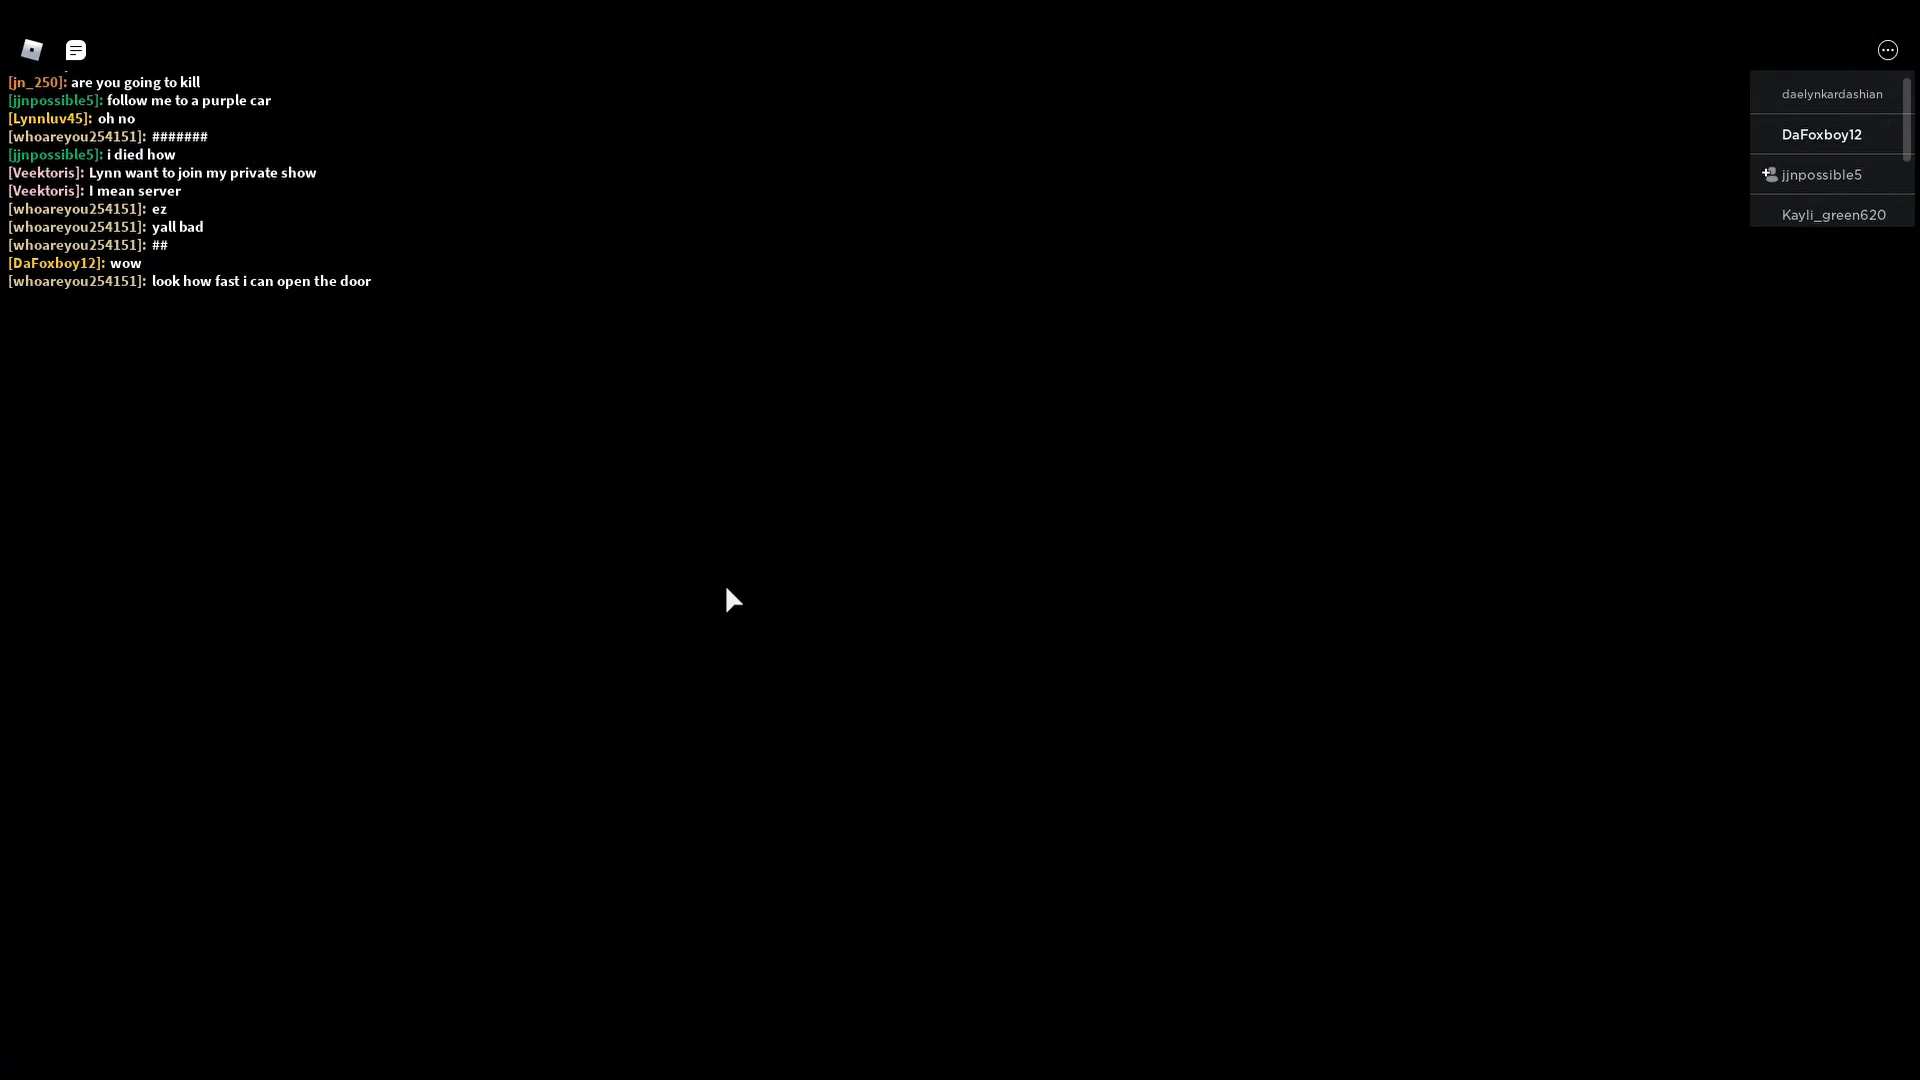 [jn_250]: are you going to kill
[jjnpossible5]: follow me to a purple car
[Lynnluv45]: oh no
[whoareyou254151]: #######
[jjnpossible5]: i died how
[Veektoris]: Lynn want to join my private show
[Veektoris]: I mean server
[whoareyou254151]: ez
[whoareyou254151]: yall bad
[whoareyou254151]: ##
[DaFoxboy12]: wow
[whoareyou254151]: look how fast i can open the door
daelynkardashian
DaFoxboy12
jjnpossible5
Kayli_green620